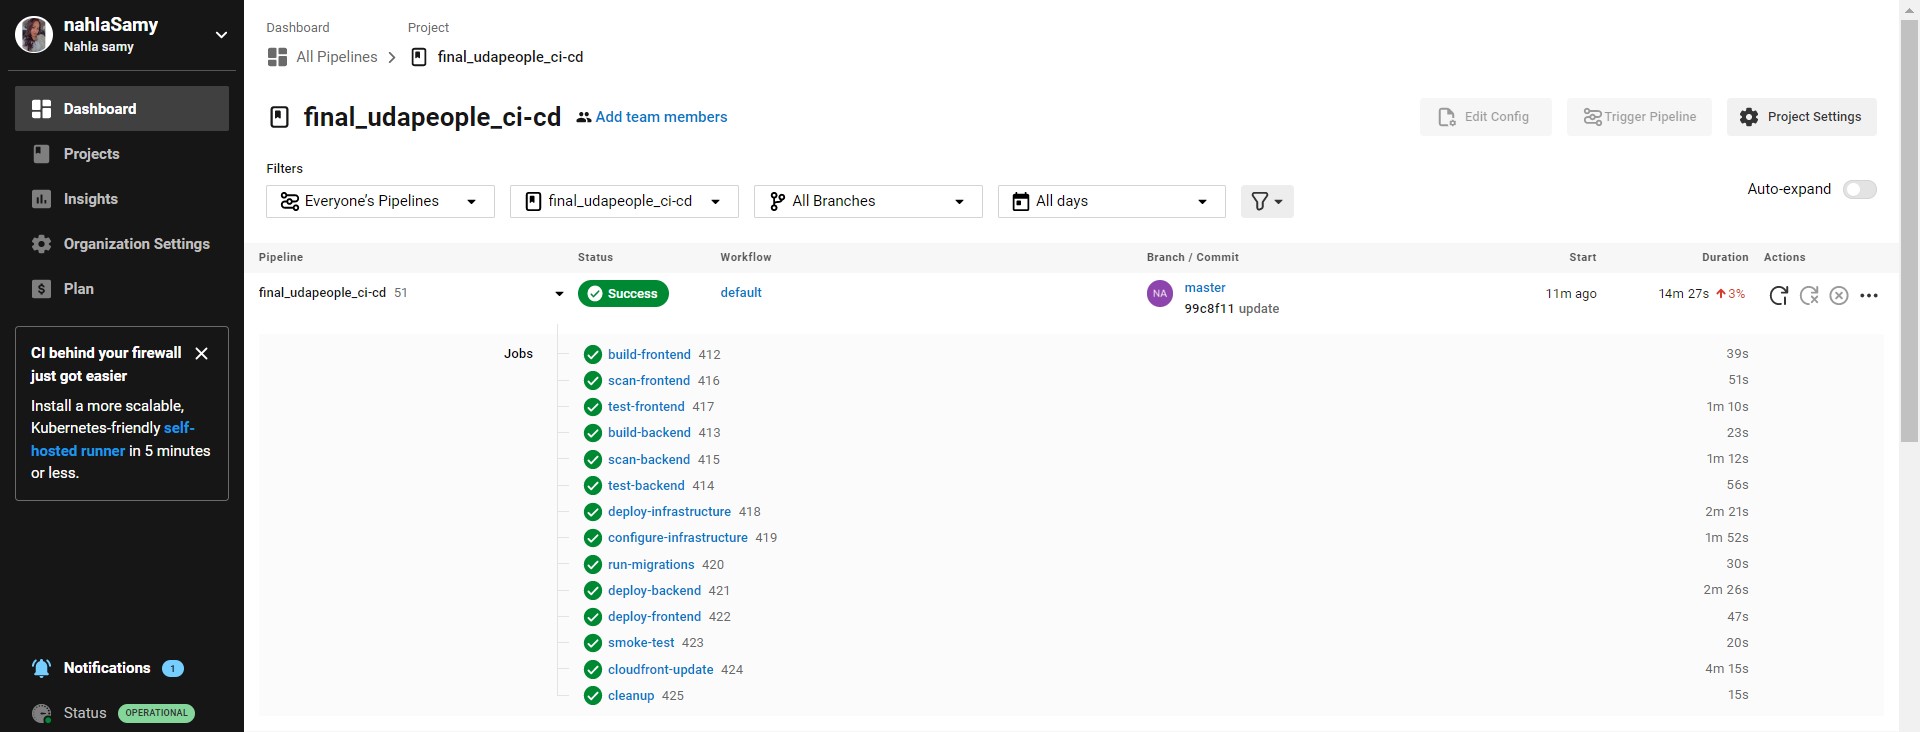 nahlaSamy
Nahla samy
Dashboard
Projects
Insights
Organization Settings
Plan
CI behind your firewall
just got easier
Install a more scalable,
Kubernetes-friendly self-
hosted runner in 5 minutes
or less.
Notifications 1
Status OPERATIONAL
Dashboard Project
All Pipelines final_udapeople_ci-cd
final_udapeople_ci-cd Add team members
Edit Config Trigger Pipeline Project Settings
Filters
Everyone's Pipelines final_udapeople_ci-cd All Branches All days
Auto-expand
Pipeline Status Workflow Branch / Commit Start Duration Actions
final_udapeople_ci-cd 51 Success default NA master 11m ago 14m 27s 3%
99c8f11 update
Jobs build-frontend 412 39s
scan-frontend 416 51s
test-frontend 417 1m 10s
build-backend 413 23s
scan-backend 415 1m 12s
test-backend 414 56s
deploy-infrastructure 418 2m 21s
configure-infrastructure 419 1m 52s
run-migrations 420 30s
deploy-backend 421 2m 26s
deploy-frontend 422 47s
smoke-test 423 20s
cloudfront-update 424 4m 15s
cleanup 425 15s